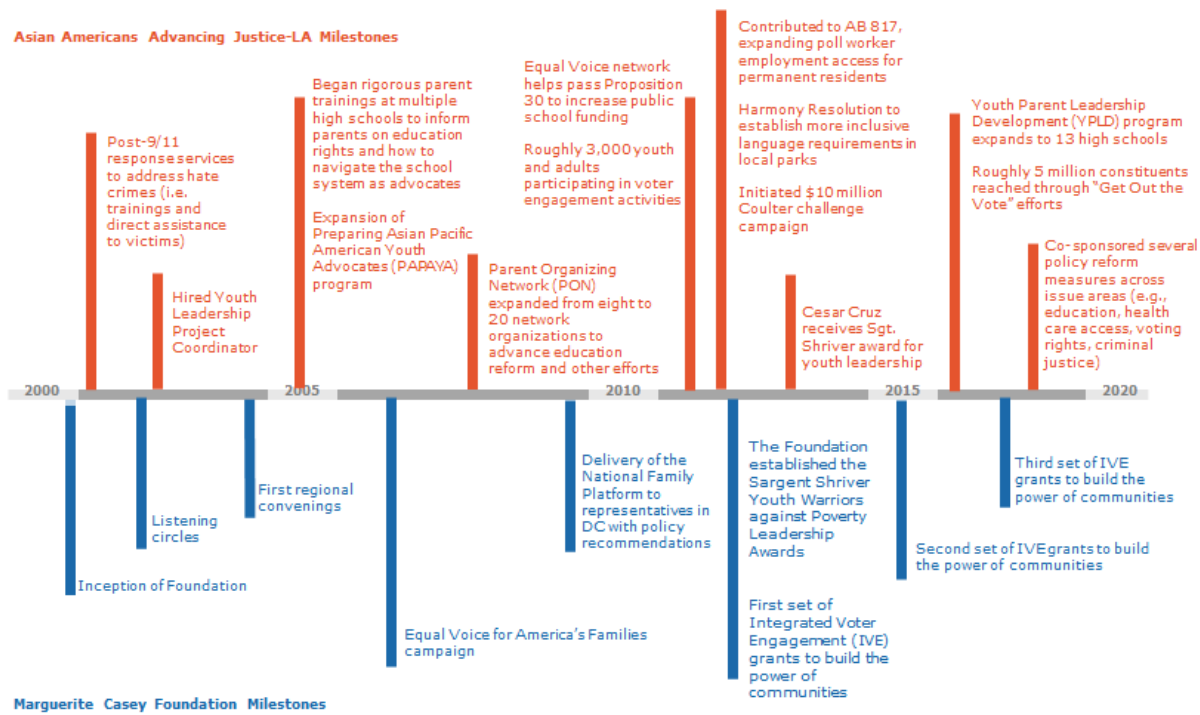 Asian Americans Advancing Justice-LA Milestones
Post-9/11
response services
to address hate
crimes (i.e.
trainings and
direct assistance
to victims)
Hired Youth
Leadership
Project
Coordinator
Began rigorous parent
trainings at multiple
high schools to inform
parents on education
rights and how to
navigate the school
system as advocates
Expansion of
Preparing Asian Pacific
American Youth
Advocates (PAPAYA)
program
Parent Organizing
Network (PON)
expanded from eight to
20 network
organizations to
advance education
reform and other efforts
Equal Voice network
helps pass Proposition
30 to increase public
school funding
Roughly 3,000 youth
and adults
participating in voter
engagement activities
Contributed to AB 817,
expanding poll worker
employment access for
permanent residents
Harmony Resolution to
establish more inclusive
language requirements in
local parks
Initiated $10 million
Coulter challenge
campaign
Cesar Cruz
receives Sgt.
Shriver award for
youth leadership
Youth Parent Leadership
Development (YPLD) program
expands to 13 high schools
Roughly 5 million constituents
reached through "Get Out the
Vote" efforts
Co-sponsored several
policy reform
measures across
issue areas (e.g.,
education, health
care access, voting
rights, criminal
justice)
2000 2005 2010 2015 2020
Inception of Foundation
Listening
circles
First regional
convenings
Equal Voice for America's Families
campaign
Delivery of the
National Family
Platform to
representatives in
DC with policy
recommendations
The Foundation
established the
Sargent Shriver
Youth Warriors
against Poverty
Leadership
Awards
First set of
Integrated Voter
Engagement (IVE)
grants to build the
power of
communities
Second set of IVE grants to build
the power of communities
Third set of IVE
grants to build the
power of communities
Marguerite Casey Foundation Milestones